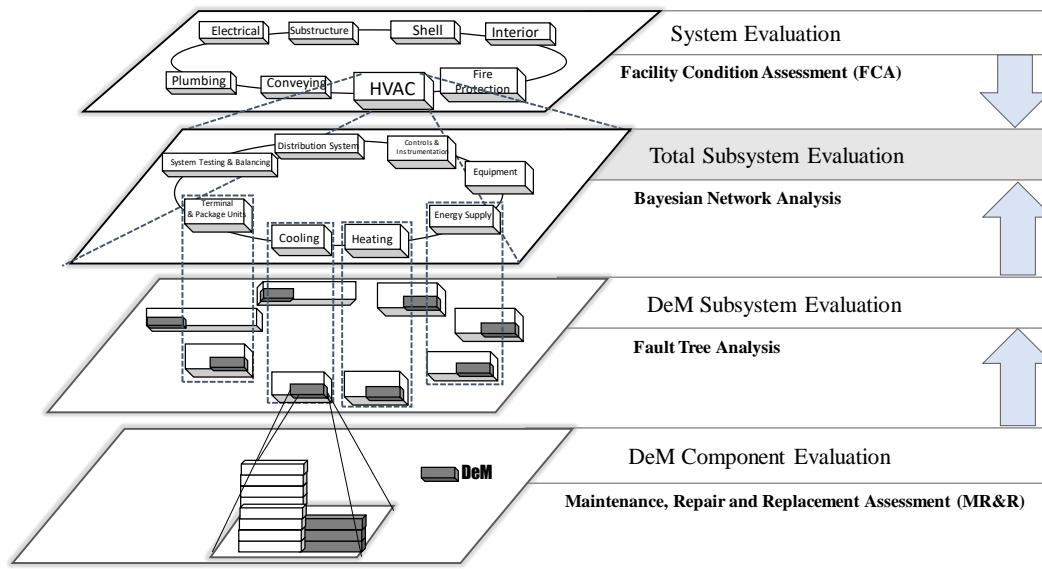 Electrical
Substructure
Shell
Interior
Plumbing
Conveying
HVAC
Fire
Protection
System Evaluation
Facility Condition Assessment (FCA)
System Testing & Balancing
Distribution System
Controls &
Instrumentation
Equipment
Terminal
& Package Units
Cooling
Heating
Energy Supply
Total Subsystem Evaluation
Bayesian Network Analysis
DeM Subsystem Evaluation
Fault Tree Analysis
DeM
DeM Component Evaluation
Maintenance, Repair and Replacement Assessment (MR&R)